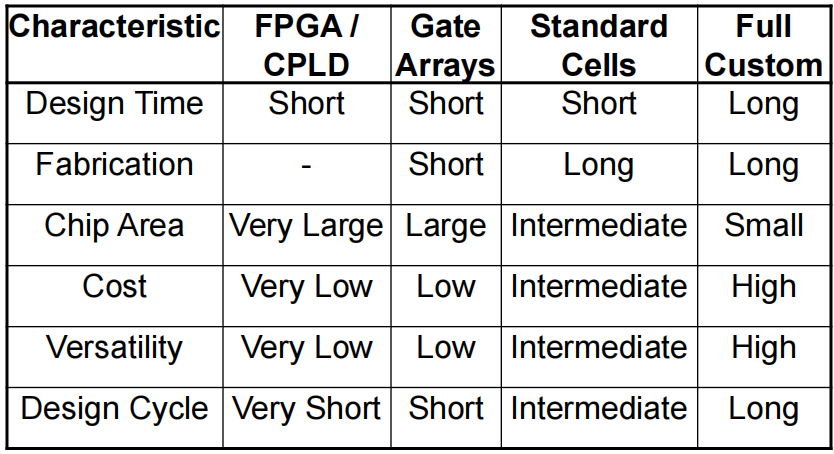 Characteristic FPGA / CPLD Gate Arrays Standard Cells Full Custom
Design Time Short Short Short Long
Fabrication - Short Long Long
Chip Area Very Large Large Intermediate Small
Cost Very Low Low Intermediate High
Versatility Very Low Low Intermediate High
Design Cycle Very Short Short Intermediate Long